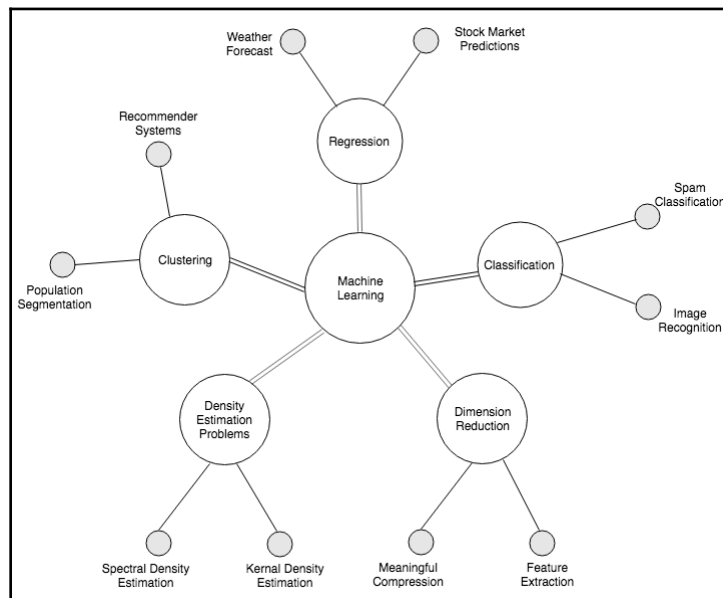 Weather
Forecast
Stock Market
Predictions
Recommender
Systems
Regression
Spam
Classification
Clustering
Machine
Learning
Classification
Population
Segmentation
Image
Recognition
Density
Estimation
Problems
Dimension
Reduction
Spectral Density
Estimation
Kernal Density
Estimation
Meaningful
Compression
Feature
Extraction